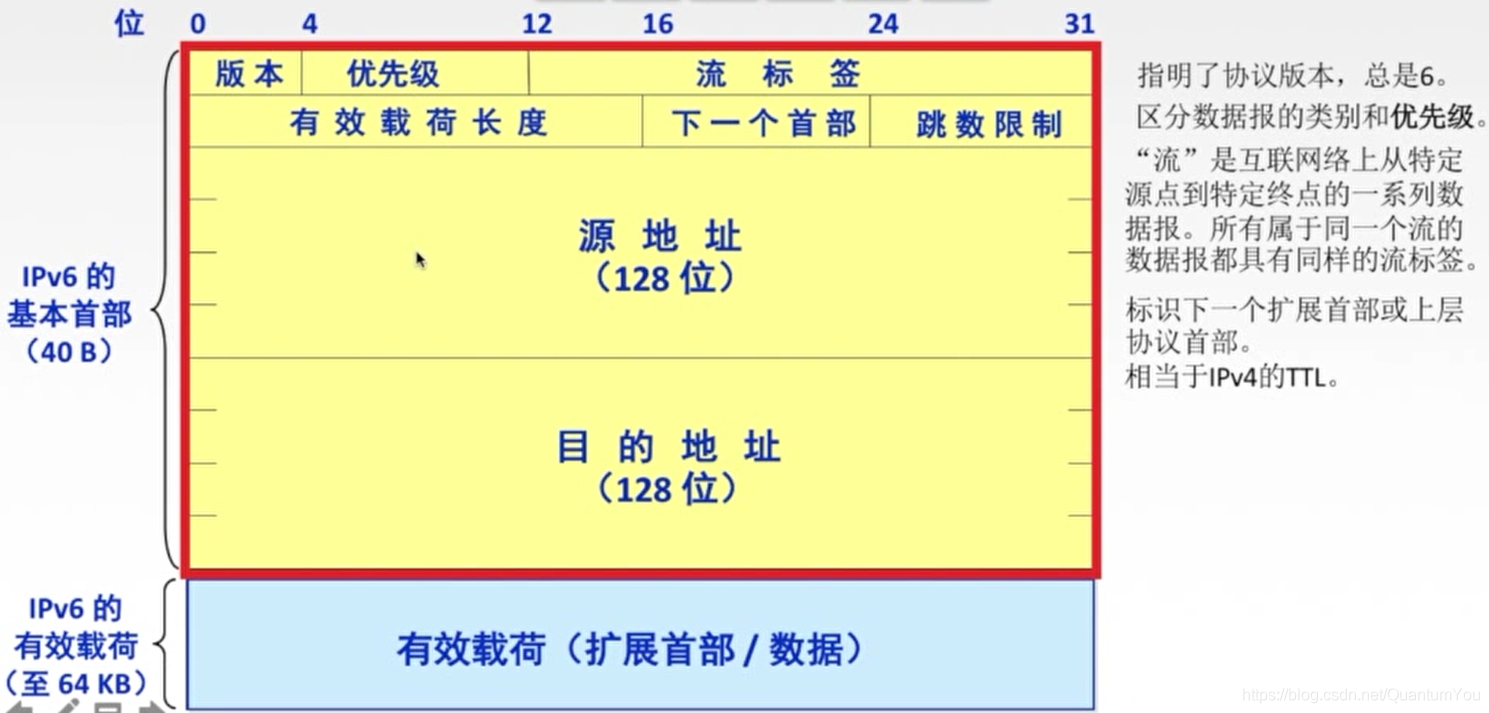 位 0 4 12 16 24 31
版本 优先级 流标签
有效载荷长度 下一个首部 跳数限制
源地址
（128 位）
目的地址
（128 位）
IPv6 的
基本首部
（40 B）
IPv6 的
有效载荷
（至 64 KB）
有效载荷（扩展首部 / 数据）
指明了协议版本，总是6。
区分数据报的类别和优先级。
“流”是互联网络上从特定
源点到特定终点的一系列数
据报。所有属于同一个流的
数据报都具有同样的流标签。
标识下一个扩展首部或上层
协议首部。
相当于IPv4的TTL。
https://blog.csdn.net/QuantumYou